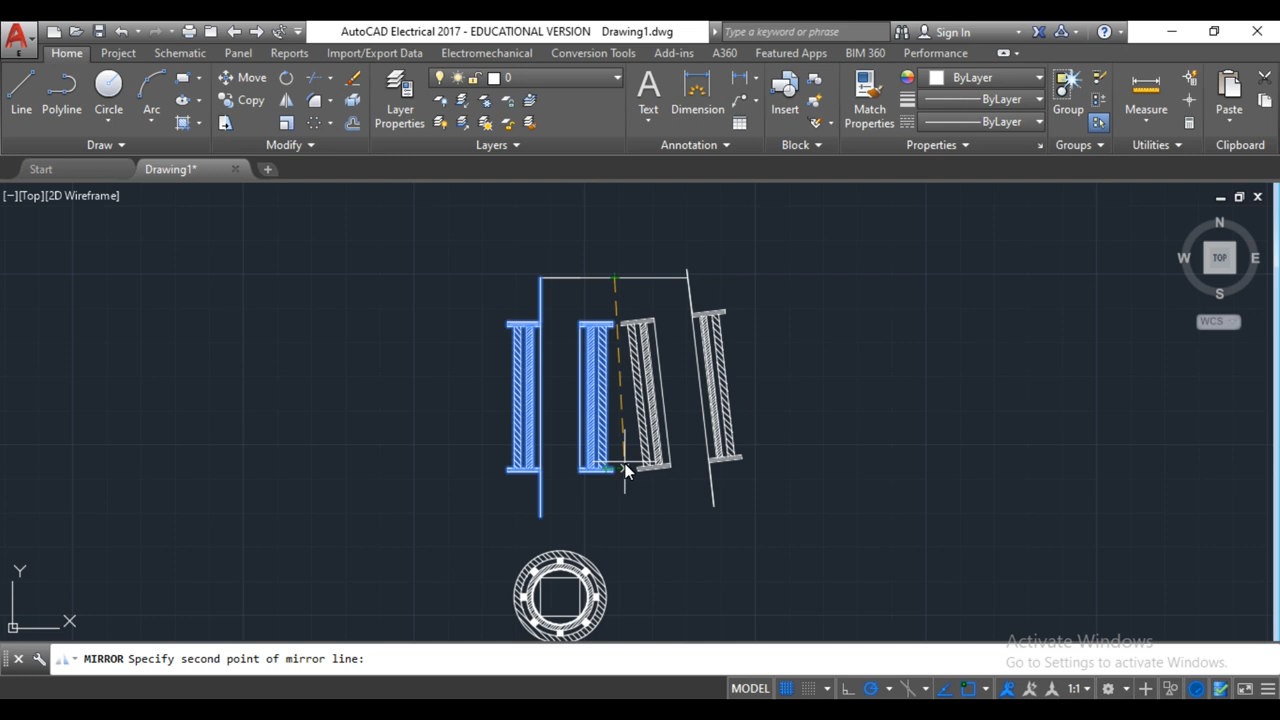 AutoCAD Electrical 2017 - EDUCATIONAL VERSION Drawing1.dwg
Type a keyword or phrase
Sign In
A
E
Home Project Schematic Panel Reports Import/Export Data Electromechanical Conversion Tools Add-ins A360 Featured Apps BIM 360 Performance
Line Polyline Circle Arc
Move
Copy
Layer Properties
0
Text Dimension
Insert
Match Properties
ByLayer
ByLayer
ByLayer
Group
Measure
Paste
Draw Modify Layers Annotation Block Properties Groups Utilities Clipboard
Start Drawing1*
[−][Top][2D Wireframe]
N
W TOP E
S
WCS
Y
X
Activate Windows
Go to Settings to activate Windows.
MIRROR Specify second point of mirror line:
MODEL 1:1